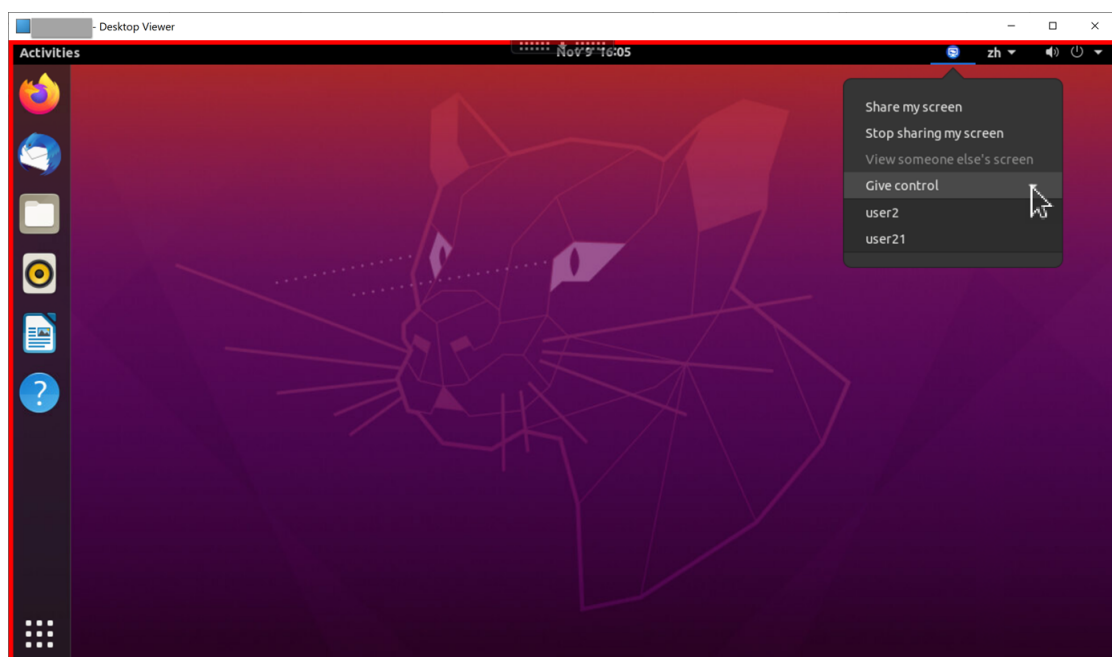 - Desktop Viewer
Activities
Nov 9 16:05
zh
Share my screen
Stop sharing my screen
View someone else's screen
Give control
user2
user21